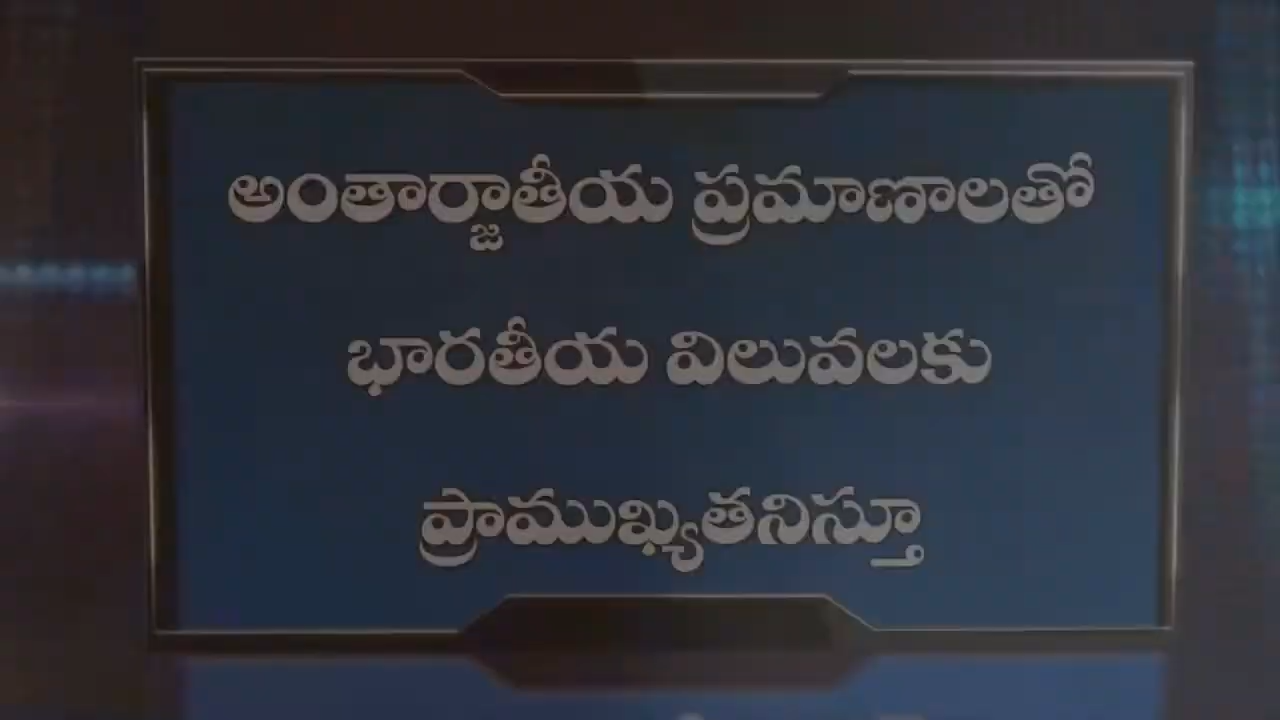 అంతార్జాతీయ ప్రమాణాలతో
భారతీయ విలువలకు
ప్రాముఖ్యతనిస్తూ